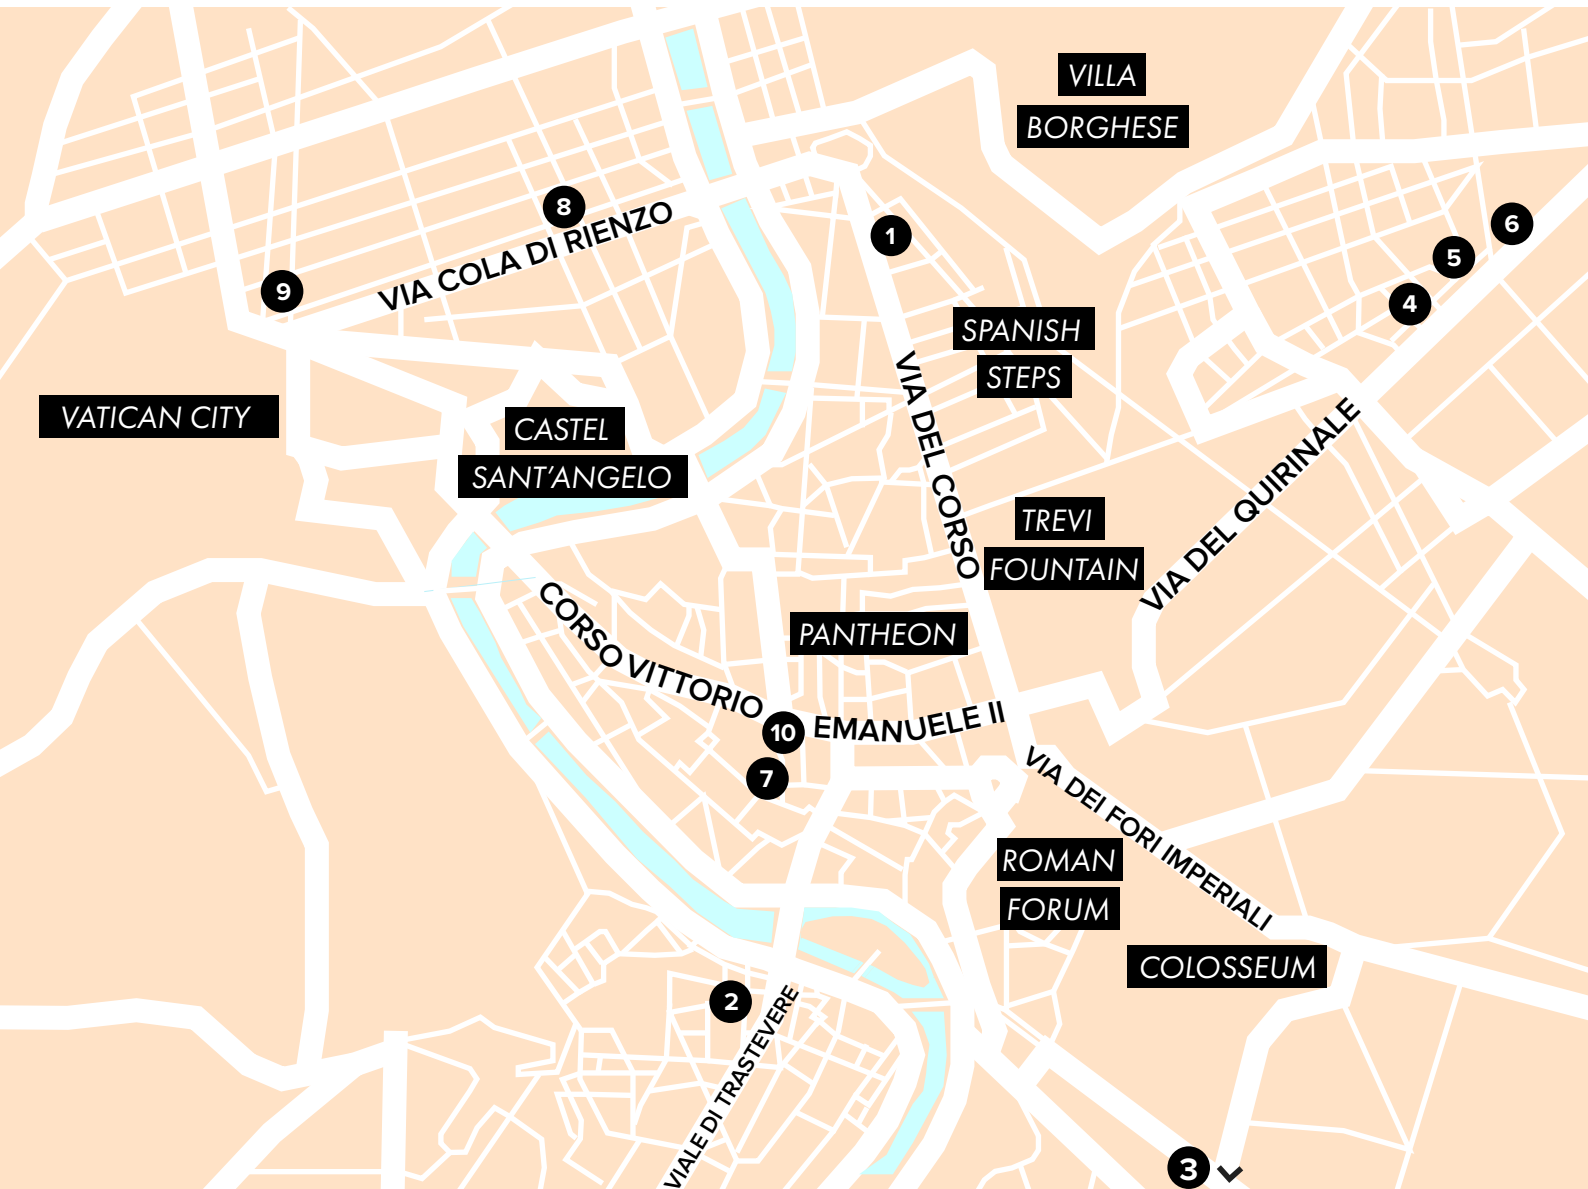 VILLA
BORGHESE
8
VIA COLA DI RIENZO
1
6
5
4
9
SPANISH
STEPS
VATICAN CITY
CASTEL
SANT'ANGELO
VIA DEL CORSO
VIA DEL QUIRINALE
TREVI
FOUNTAIN
PANTHEON
CORSO VITTORIO
EMANUELE II
10
7
VIA DEI FORI IMPERIALI
ROMAN
FORUM
COLOSSEUM
2
VIALE DI TRASTEVERE
3